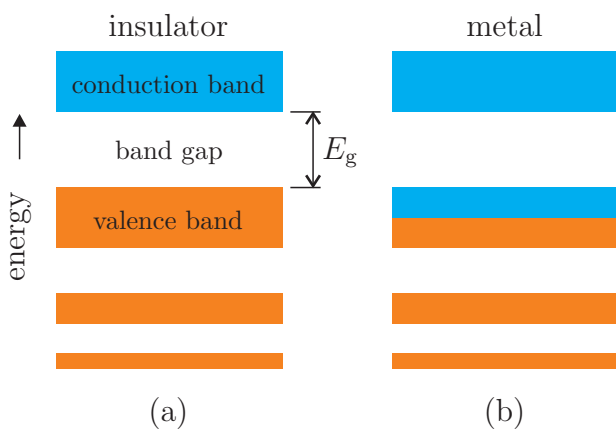 insulator
metal
conduction band
band gap
E_g
valence band
energy
(a)
(b)